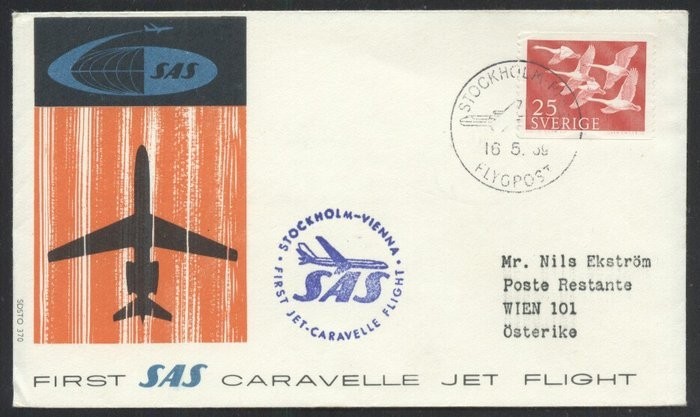 SAS
STOCKHOLM F
25
SVERIGE
16 5. 59
FLYGPOST
STOCKHOLM-VIENNA
SAS
FIRST JET-CARAVELLE FLIGHT
Mr. Nils Ekström
Poste Restante
WIEN 101
Österike
SDSTO 370
FIRST SAS CARAVELLE JET FLIGHT